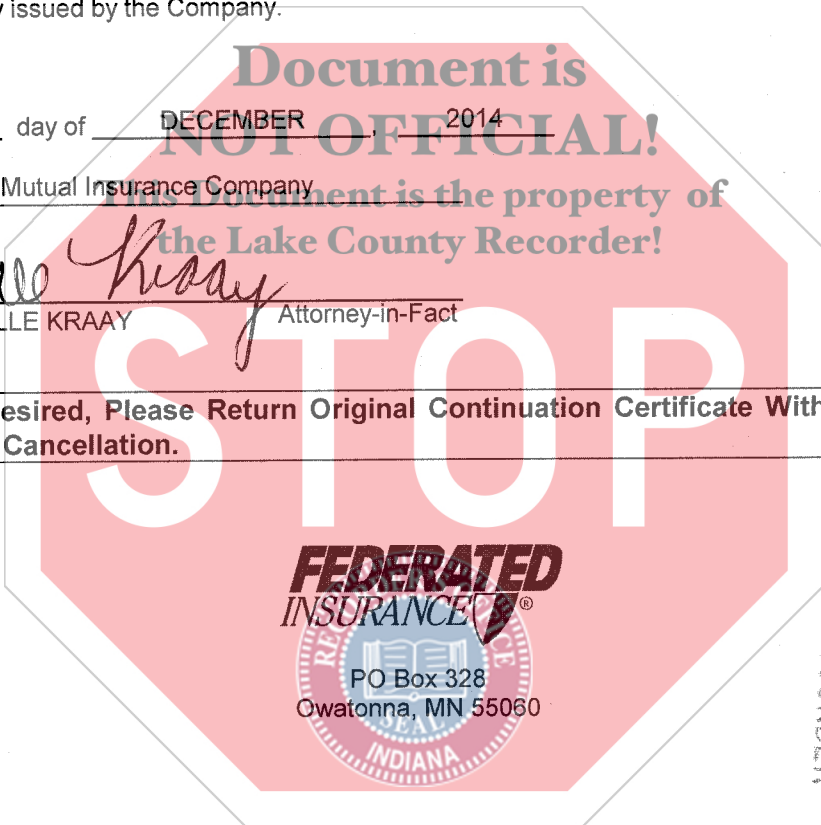 issued by the Company.
Document is
day of DECEMBER, 2014
NOT OFFICIAL!
Mutual Insurance Company
This Document is the property of
the Lake County Recorder!
Kraay
LLE KRAAY Attorney-in-Fact
STOP
esired, Please Return Original Continuation Certificate With
Cancellation.
FEDERATED
INSURANCE ®
RECORDER'S OFFICE
PO Box 328
Owatonna, MN 55060
SEAL
INDIANA